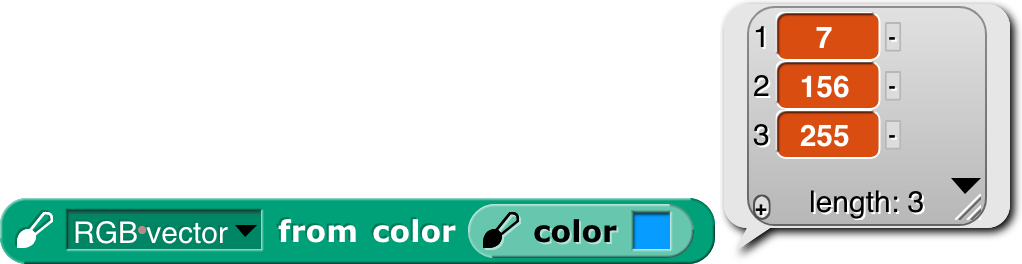 1 7 -
2 156 -
3 255 -
+ length: 3
RGB vector from color color